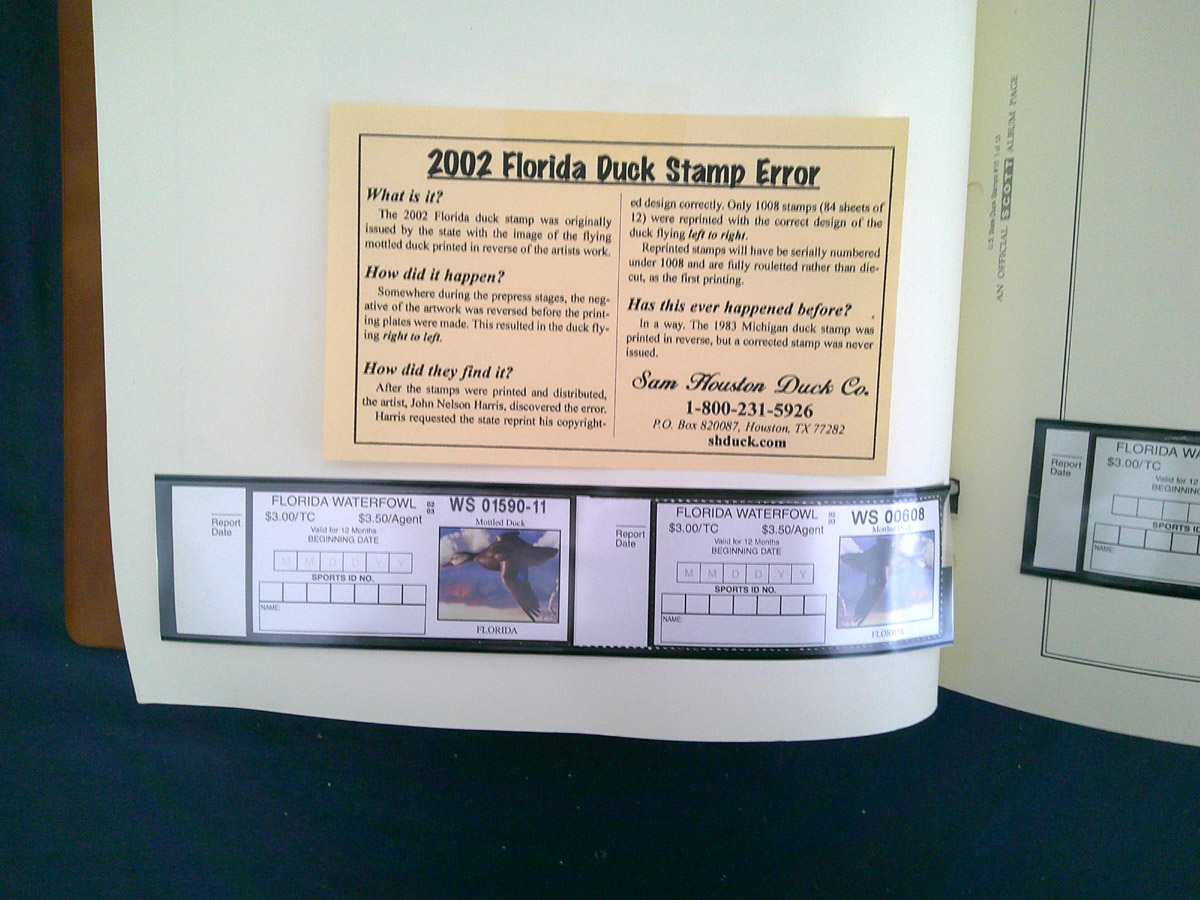 2002 Florida Duck Stamp Error
What is it?
The 2002 Florida duck stamp was originally
issued by the state with the image of the flying
mottled duck printed in reverse of the artists work.
How did it happen?
Somewhere during the prepress stages, the neg-
ative of the artwork was reversed before the print-
ing plates were made. This resulted in the duck fly-
ing right to left.
How did they find it?
After the stamps were printed and distributed,
the artist, John Nelson Harris, discovered the error.
Harris requested the state reprint his copyright-
ed design correctly. Only 1008 stamps (84 sheets of
12) were reprinted with the correct design of the
duck flying left to right.
Reprinted stamps will have be serially numbered
under 1008 and are fully rouletted rather than die-
cut, as the first printing.
Has this ever happened before?
In a way. The 1983 Michigan duck stamp was
printed in reverse, but a corrected stamp was never
issued.
Sam Houston Duck Co.
1-800-231-5926
P.O. Box 820087, Houston, TX 77282
shduck.com
Report
Date
FLORIDA WATERFOWL
02
03
WS 01590-11
$3.00/TC $3.50/Agent
Mottled Duck
Valid for 12 Months
BEGINNING DATE
M M D D Y Y
SPORTS ID NO.
NAME:
FLORIDA
Report
Date
FLORIDA WATERFOWL
02
03
WS 00608
$3.00/TC $3.50/Agent
Mottled Duck
Valid for 12 Months
BEGINNING DATE
M M D D Y Y
SPORTS ID NO.
NAME:
FLORIDA
U.S. State Duck Stamps
AN OFFICIAL SCOTT ALBUM PAGE
Report
Date
FLORIDA WA
$3.00/TC
Valid for 12
BEGINNIN
SPORTS ID
NAME: